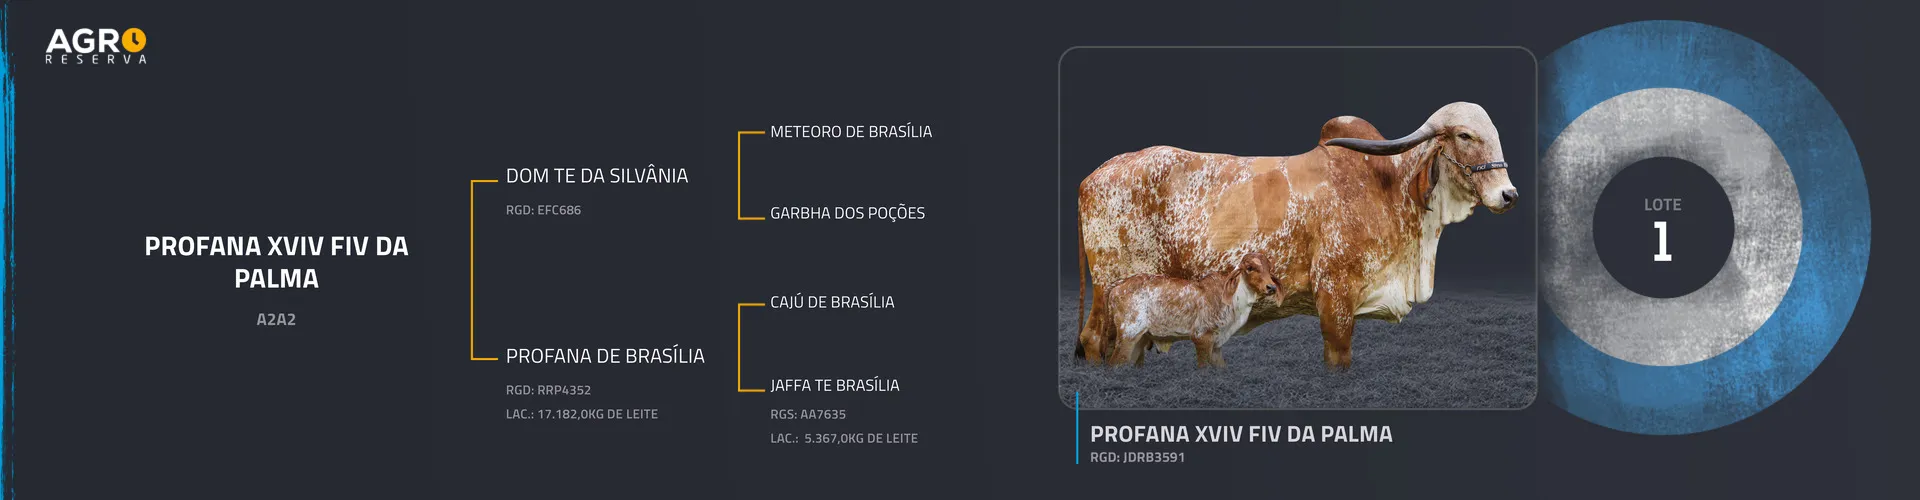 AGRO
RESERVA
PROFANA XVIV FIV DA
PALMA
A2A2
DOM TE DA SILVÂNIA
RGD: EFC686
PROFANA DE BRASÍLIA
RGD: RRP4352
LAC.: 17.182,0KG DE LEITE
METEORO DE BRASÍLIA
GARBHA DOS POÇÕES
CAJÚ DE BRASÍLIA
JAFFA TE BRASÍLIA
RGS: AA7635
LAC.: 5.367,0KG DE LEITE
PROFANA XVIV FIV DA PALMA
RGD: JDRB3591
LOTE
1